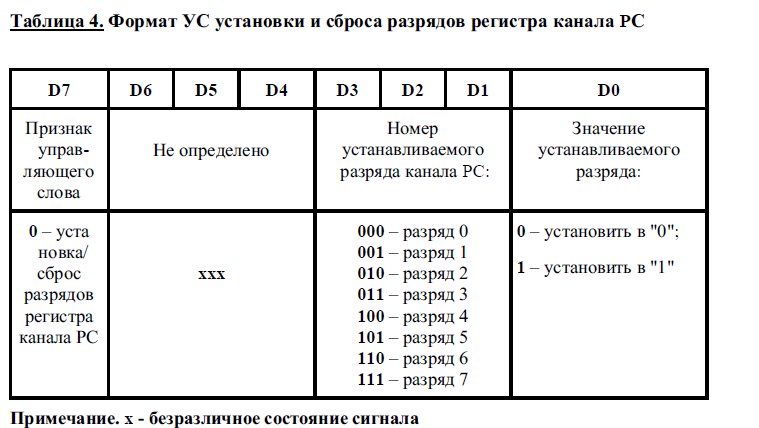 Таблица 4. Формат УС установки и сброса разрядов регистра канала РС
D7 D6 D5 D4 D3 D2 D1 D0
Признак
управ-
ляющего
слова
Не определено
Номер
устанавливаемого
разряда канала РС:
Значение
устанавливаемого
разряда:
0 – уста
новка/
сброс
разрядов
регистра
канала РС
xxx
000 – разряд 0
001 – разряд 1
010 – разряд 2
011 – разряд 3
100 – разряд 4
101 – разряд 5
110 – разряд 6
111 – разряд 7
0 – установить в "0";
1 – установить в "1"
Примечание. x - безразличное состояние сигнала